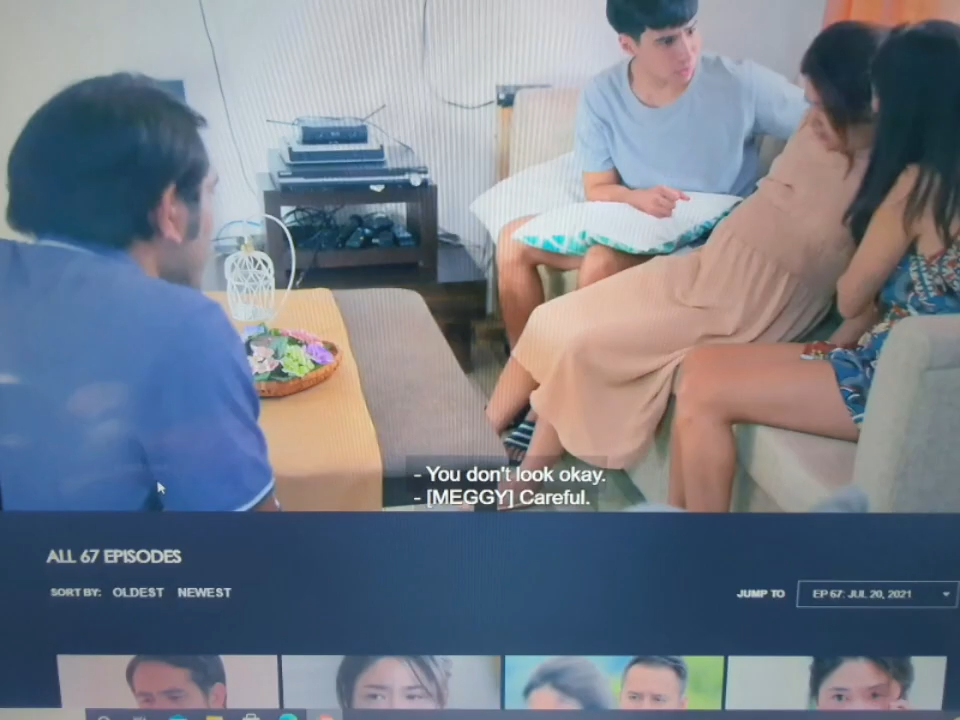 - You don't look okay.
- [MEGGY] Careful.
ALL 67 EPISODES
SORT BY: OLDEST NEWEST
JUMP TO EP 67: JUL 20, 2021